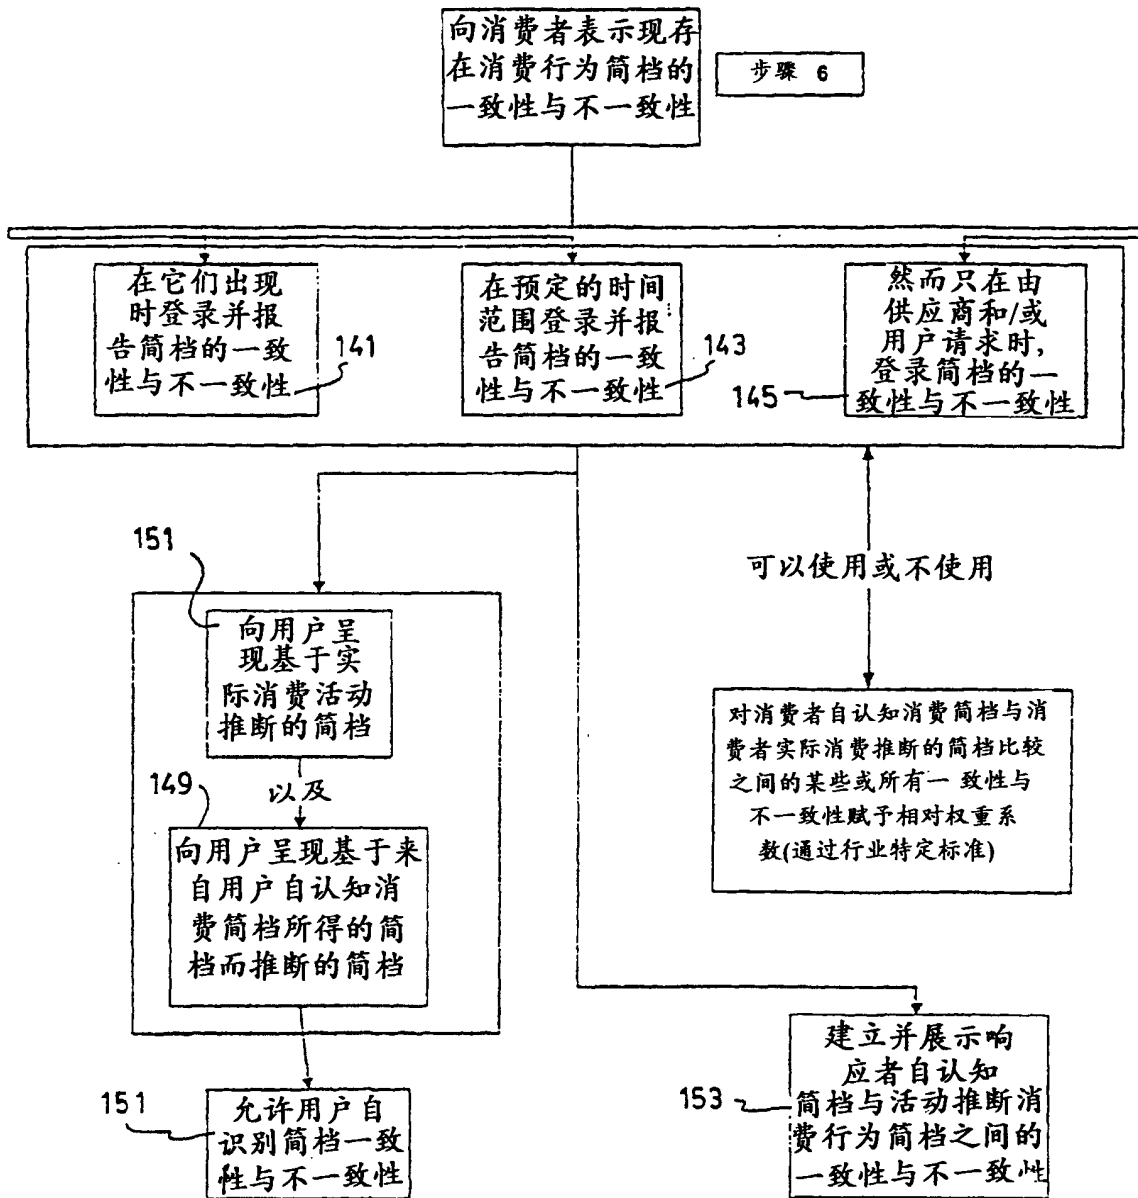 向消费者表示现存
在消费行为简档的
一致性与不一致性
步骤 6
在它们出现
时登录并报
告简档的一致
性与不一致性
141
在预定的时间
范围登录并报
告简档的一致
性与不一致性
143
然而只在由
供应商和/或
用户请求时,
登录简档的一
致性与不一致性
145
151
向用户呈
现基于实
际消费活动
推断的简档
149
以及
向用户呈现基于来
自用户自认知消
费简档所得的简
档而推断的简档
可以使用或不使用
对消费者自认知消费简档与消
费者实际消费推断的简档比较
之间的某些或所有一致性与
不一致性赋予相对权重系
数(通过行业特定标准)
151
允许用户自
识别简档一致
性与不一致性
153
建立并展示响
应者自认知
简档与活动推断消
费行为简档之间的
一致性与不一致性